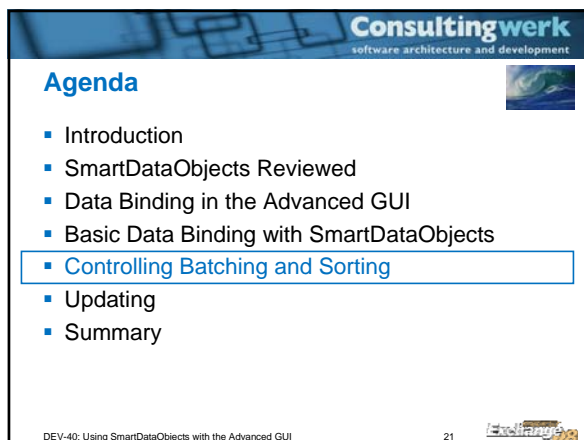 Consultingwerk
software architecture and development
Agenda
Introduction
SmartDataObjects Reviewed
Data Binding in the Advanced GUI
Basic Data Binding with SmartDataObjects
Controlling Batching and Sorting
Updating
Summary
DEV-40: Using SmartDataObjects with the Advanced GUI
21
Exchange